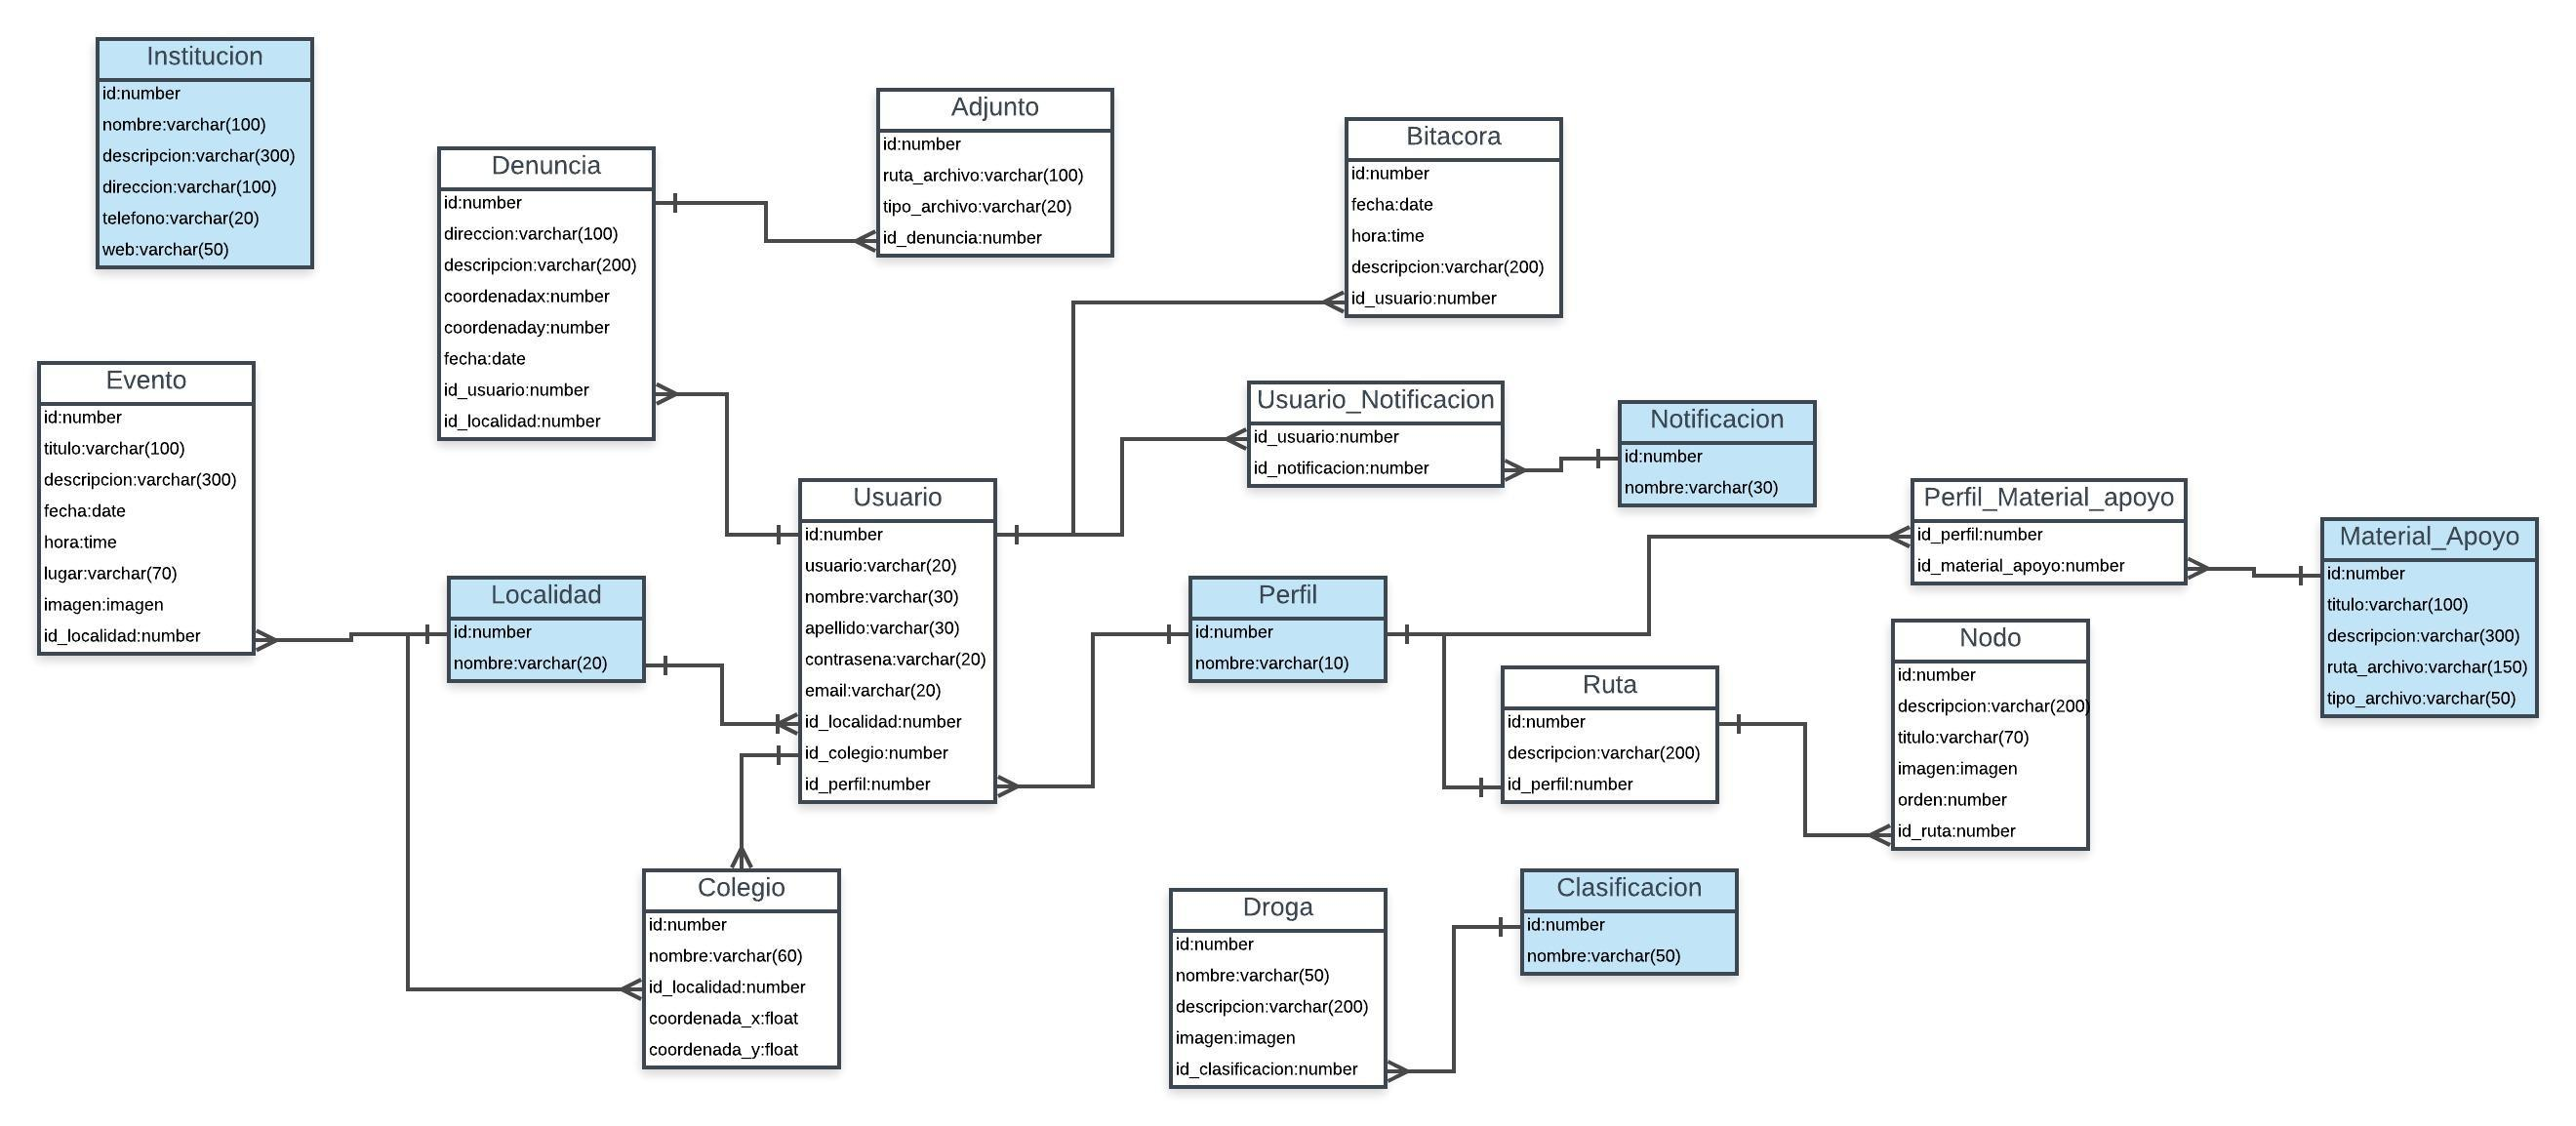 Institucion
id:number
nombre:varchar(100)
descripcion:varchar(300)
direccion:varchar(100)
telefono:varchar(20)
web:varchar(50)
Denuncia
id:number
direccion:varchar(100)
descripcion:varchar(200)
coordenadax:number
coordenaday:number
fecha:date
id_usuario:number
id_localidad:number
Adjunto
id:number
ruta_archivo:varchar(100)
tipo_archivo:varchar(20)
id_denuncia:number
Bitacora
id:number
fecha:date
hora:time
descripcion:varchar(200)
id_usuario:number
Evento
id:number
titulo:varchar(100)
descripcion:varchar(300)
fecha:date
hora:time
lugar:varchar(70)
imagen:imagen
id_localidad:number
Localidad
id:number
nombre:varchar(20)
Usuario
id:number
usuario:varchar(20)
nombre:varchar(30)
apellido:varchar(30)
contrasena:varchar(20)
email:varchar(20)
id_localidad:number
id_colegio:number
id_perfil:number
Usuario_Notificacion
id_usuario:number
id_notificacion:number
Notificacion
id:number
nombre:varchar(30)
Perfil_Material_apoyo
id_perfil:number
id_material_apoyo:number
Material_Apoyo
id:number
titulo:varchar(100)
descripcion:varchar(300)
ruta_archivo:varchar(150)
tipo_archivo:varchar(50)
Perfil
id:number
nombre:varchar(10)
Ruta
id:number
descripcion:varchar(200)
id_perfil:number
Nodo
id:number
descripcion:varchar(200)
titulo:varchar(70)
imagen:imagen
orden:number
id_ruta:number
Colegio
id:number
nombre:varchar(60)
id_localidad:number
coordenada_x:float
coordenada_y:float
Droga
id:number
nombre:varchar(50)
descripcion:varchar(200)
imagen:imagen
id_clasificacion:number
Clasificacion
id:number
nombre:varchar(50)